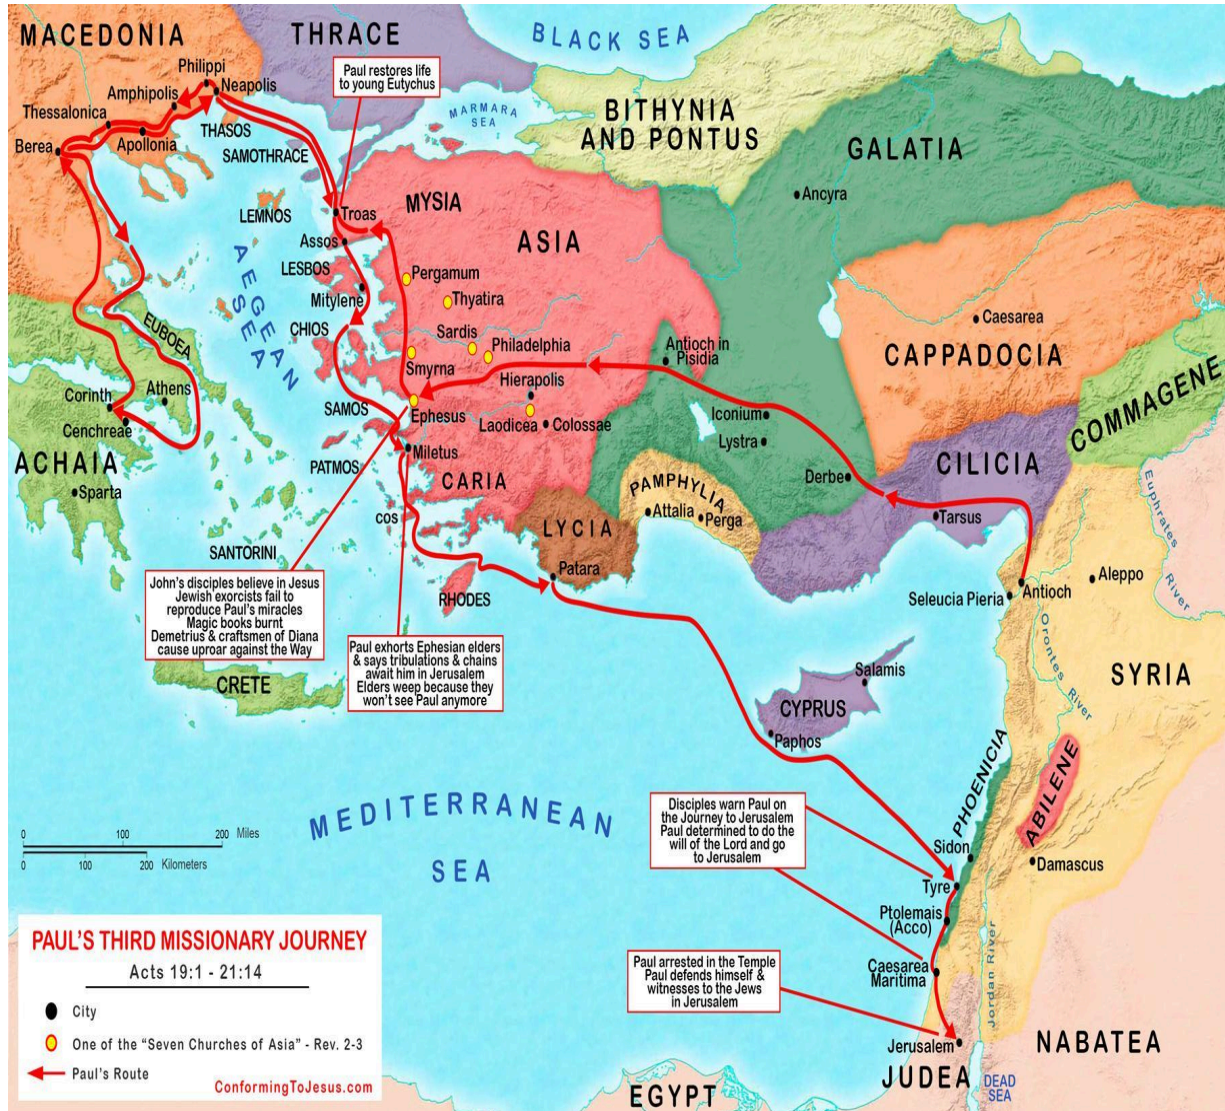 MACEDONIA
THRACE
BLACK SEA
Philippi
Neapolis
Paul restores life
to young Eutychus
Amphipolis
Thessalonica
MARMARA
SEA
BITHYNIA
AND PONTUS
THASOS
Apollonia
Berea
SAMOTHRACE
GALATIA
Ancyra
MYSIA
LEMNOS
Troas
Assos
ASIA
AEGEAN
SEA
LESBOS
Pergamum
Mitylene
Thyatira
EUBOEA
CHIOS
Sardis
Philadelphia
Smyrna
Antioch in
Pisidia
Caesarea
CAPPADOCIA
COMMAGENE
Hierapolis
Corinth
Athens
SAMOS
Ephesus
Laodicea
Colossae
Iconium
Cenchreae
Lystra
Miletus
ACHAIA
PATMOS
CARIA
Sparta
PAMPHYLIA
Derbe
CILICIA
Euphrates
River
Attalia
Perga
Tarsus
COS
LYCIA
SANTORINI
Patara
RHODES
Aleppo
Seleucia Pieria
Antioch
Orontes River
John's disciples believe in Jesus
Jewish exorcists fail to
reproduce Paul's miracles
Magic books burnt
Demetrius & craftsmen of Diana
cause uproar against the Way
Paul exhorts Ephesian elders
& says tribulations & chains
await him in Jerusalem
Elders weep because they
won't see Paul anymore
CRETE
Salamis
CYPRUS
Paphos
SYRIA
PHOENICIA
ABILENE
MEDITERRANEAN
SEA
Disciples warn Paul on
the Journey to Jerusalem
Paul determined to do the
will of the Lord and go
to Jerusalem
Sidon
Damascus
Tyre
Ptolemais
(Acco)
0 100 200 Miles
0 100 200 Kilometers
Paul arrested in the Temple
Paul defends himself &
witnesses to the Jews
in Jerusalem
Caesarea
Maritima
Jordan River
Jerusalem
JUDEA
DEAD
SEA
NABATEA
EGYPT
PAUL'S THIRD MISSIONARY JOURNEY
Acts 19:1 - 21:14
City
One of the "Seven Churches of Asia" - Rev. 2-3
Paul's Route
ConformingToJesus.com